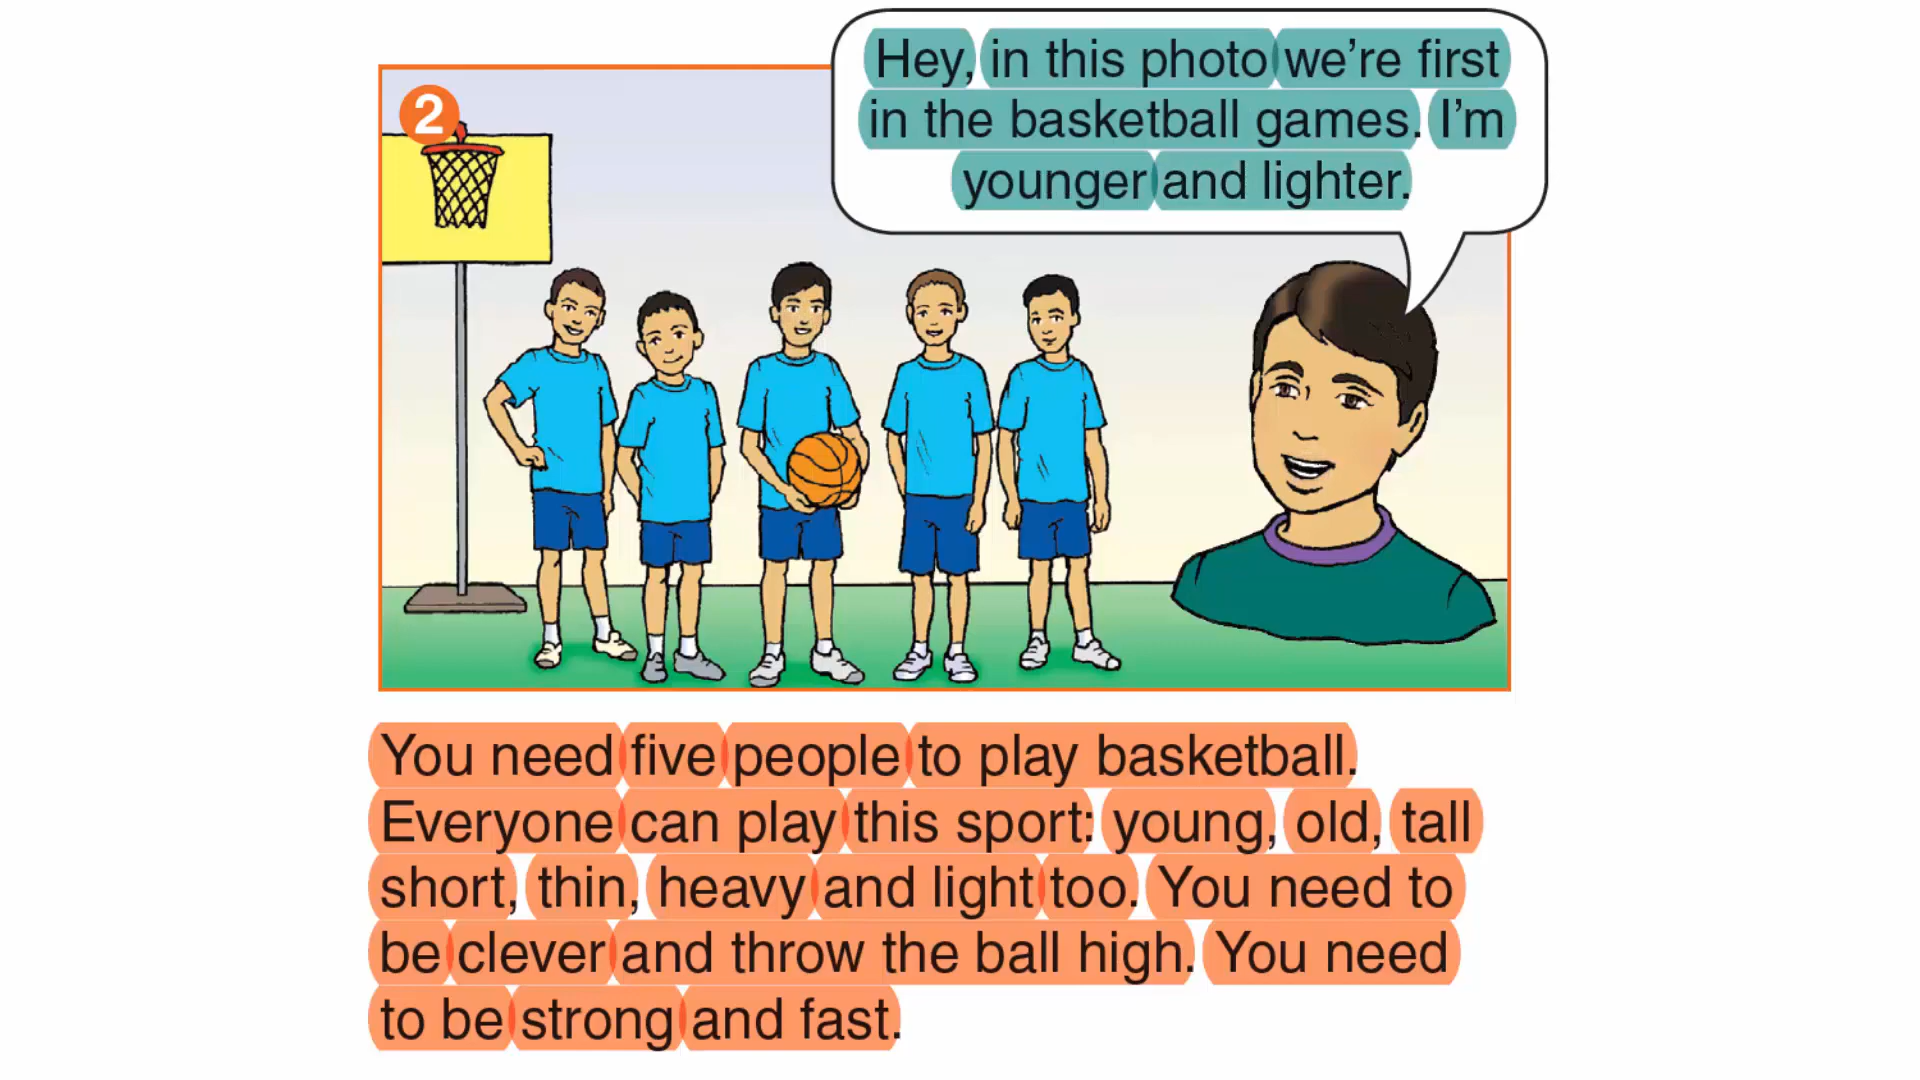 Hey, in this photo we're first
in the basketball games. I'm
younger and lighter.
2
You need five people to play basketball.
Everyone can play this sport: young, old, tall
short, thin, heavy and light too. You need to
be clever and throw the ball high. You need
to be strong and fast.